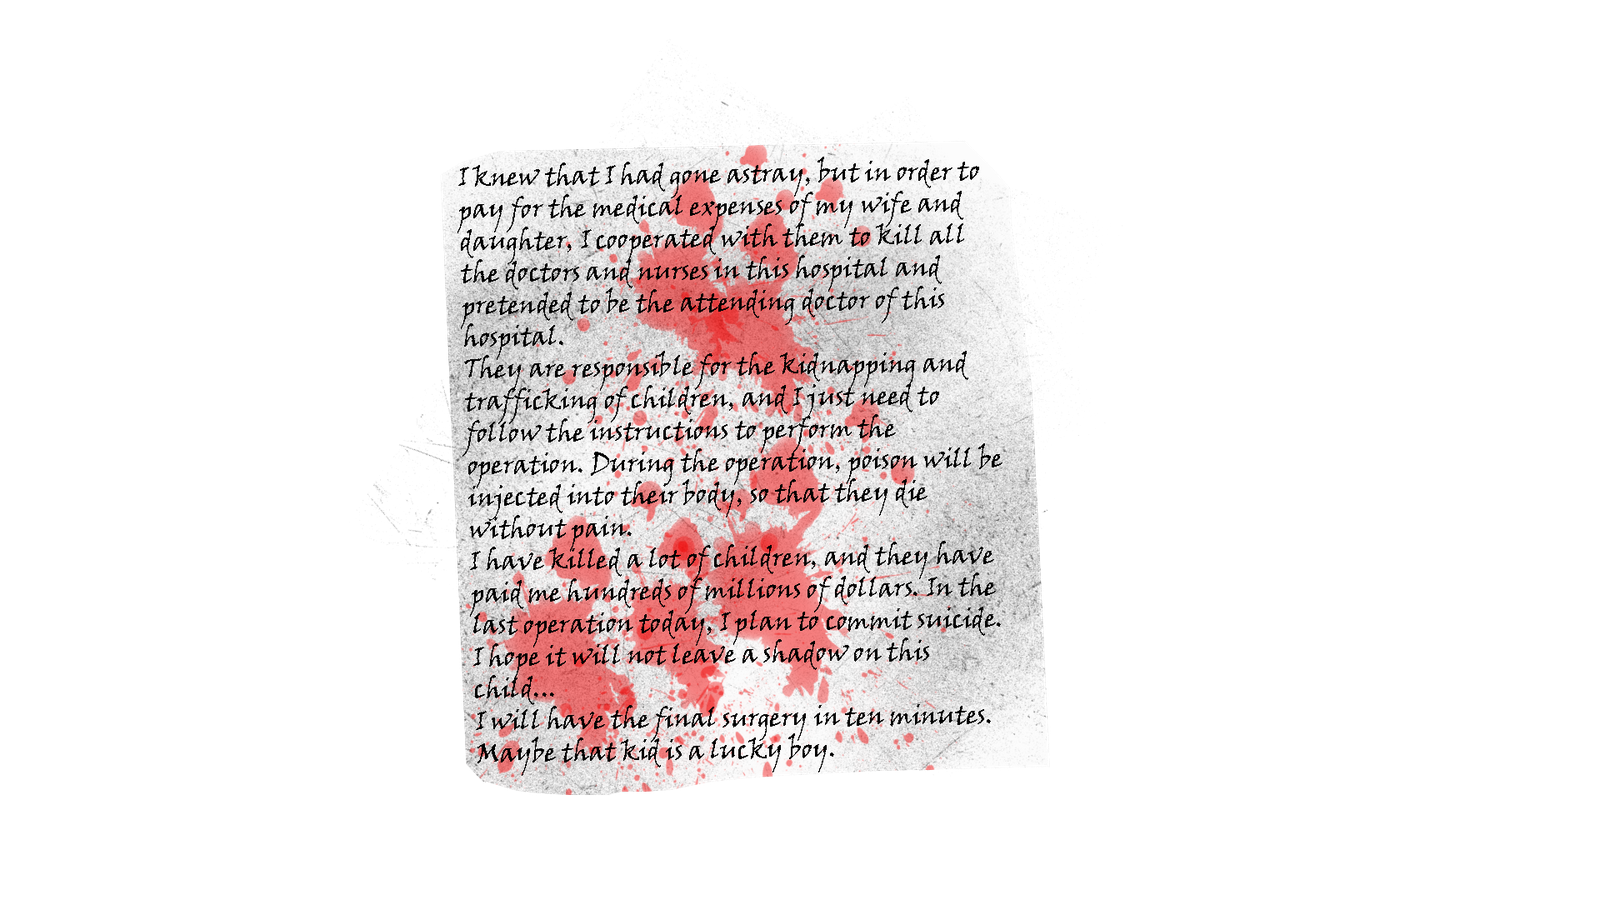 I knew that I had gone astray, but in order to
pay for the medical expenses of my wife and
daughter, I cooperated with them to kill all
the doctors and nurses in this hospital and
pretended to be the attending doctor of this
hospital.
They are responsible for the kidnapping and
trafficking of children, and I just need to
follow the instructions to perform the
operation. During the operation, poison will be
injected into their body, so that they die
without pain.
I have killed a lot of children, and they have
paid me hundreds of millions of dollars. In the
last operation today, I plan to commit suicide.
I hope it will not leave a shadow on this
child...
I will have the final surgery in ten minutes.
Maybe that kid is a lucky boy.